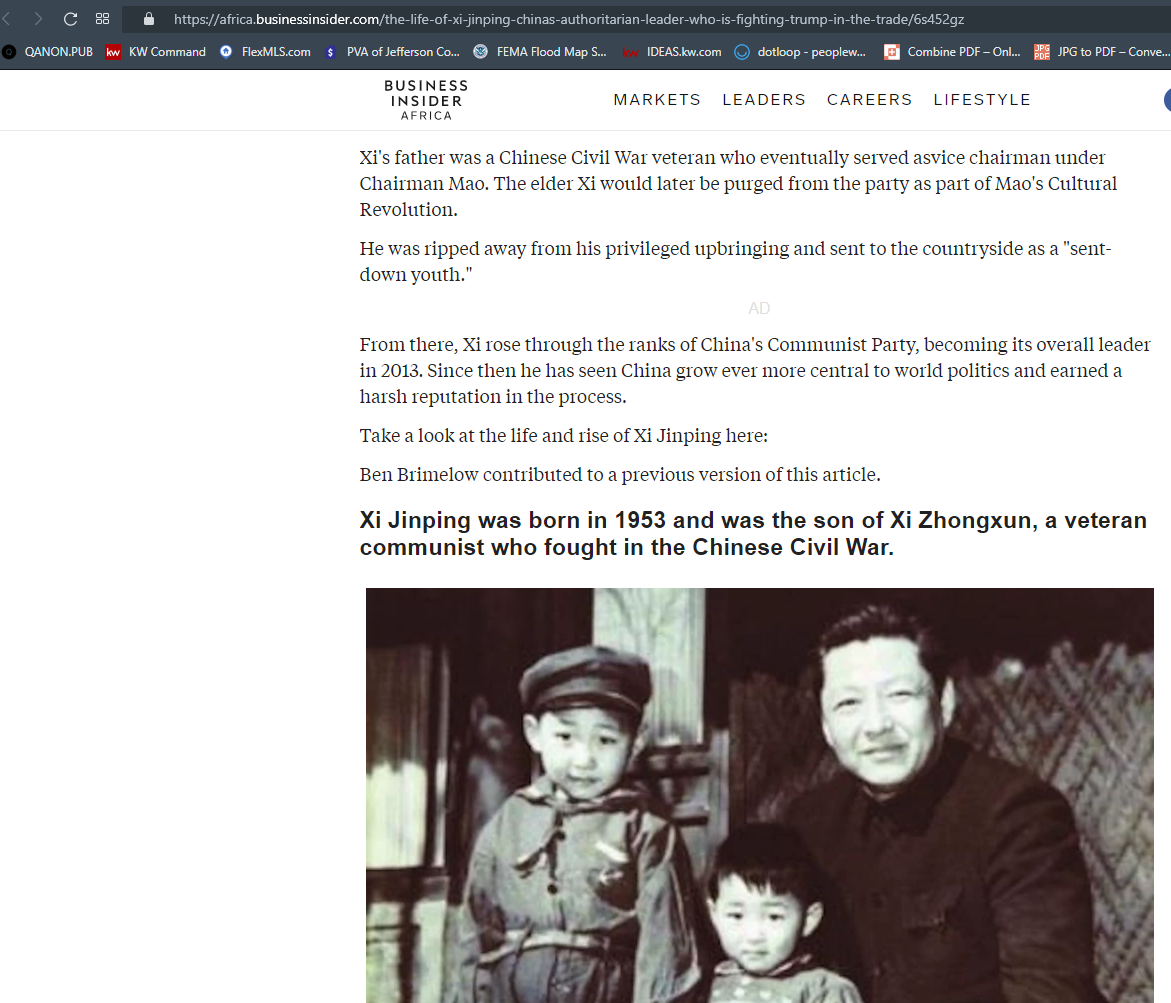 https://africa.businessinsider.com/the-life-of-xi-jinping-chinas-authoritarian-leader-who-is-fighting-trump-in-the-trade/6s452gz
QANON.PUB kw KW Command FlexMLS.com $ PVA of Jefferson Co... FEMA Flood Map S... kw IDEAS.kw.com dotloop - peoplew... Combine PDF – Onl... JPG PDF JPG to PDF – Conve...
BUSINESS
INSIDER
AFRICA
MARKETS LEADERS CAREERS LIFESTYLE
Xi's father was a Chinese Civil War veteran who eventually served asvice chairman under
Chairman Mao. The elder Xi would later be purged from the party as part of Mao's Cultural
Revolution.
He was ripped away from his privileged upbringing and sent to the countryside as a "sent-
down youth."
AD
From there, Xi rose through the ranks of China's Communist Party, becoming its overall leader
in 2013. Since then he has seen China grow ever more central to world politics and earned a
harsh reputation in the process.
Take a look at the life and rise of Xi Jinping here:
Ben Brimelow contributed to a previous version of this article.
Xi Jinping was born in 1953 and was the son of Xi Zhongxun, a veteran
communist who fought in the Chinese Civil War.